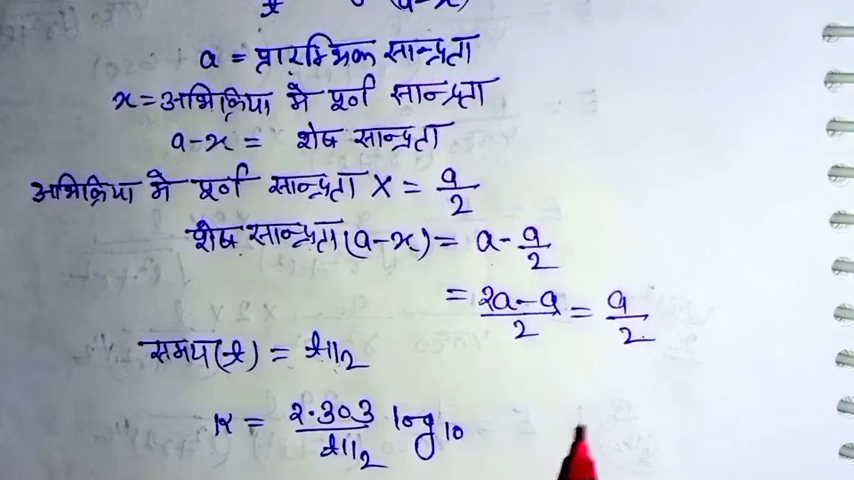 a = प्रारम्भिक सान्द्रता
x = अभिक्रिया मे पूर्ण सान्द्रता
a-x = शेष सान्द्रता
अभिक्रिया मे पूर्ण सान्द्रता X = a/2
शेष सान्द्रता (a-x) = a - a/2
= 2a-a/2 = a/2
समय(t) = t1/2
K = 2.303/t1/2 log10